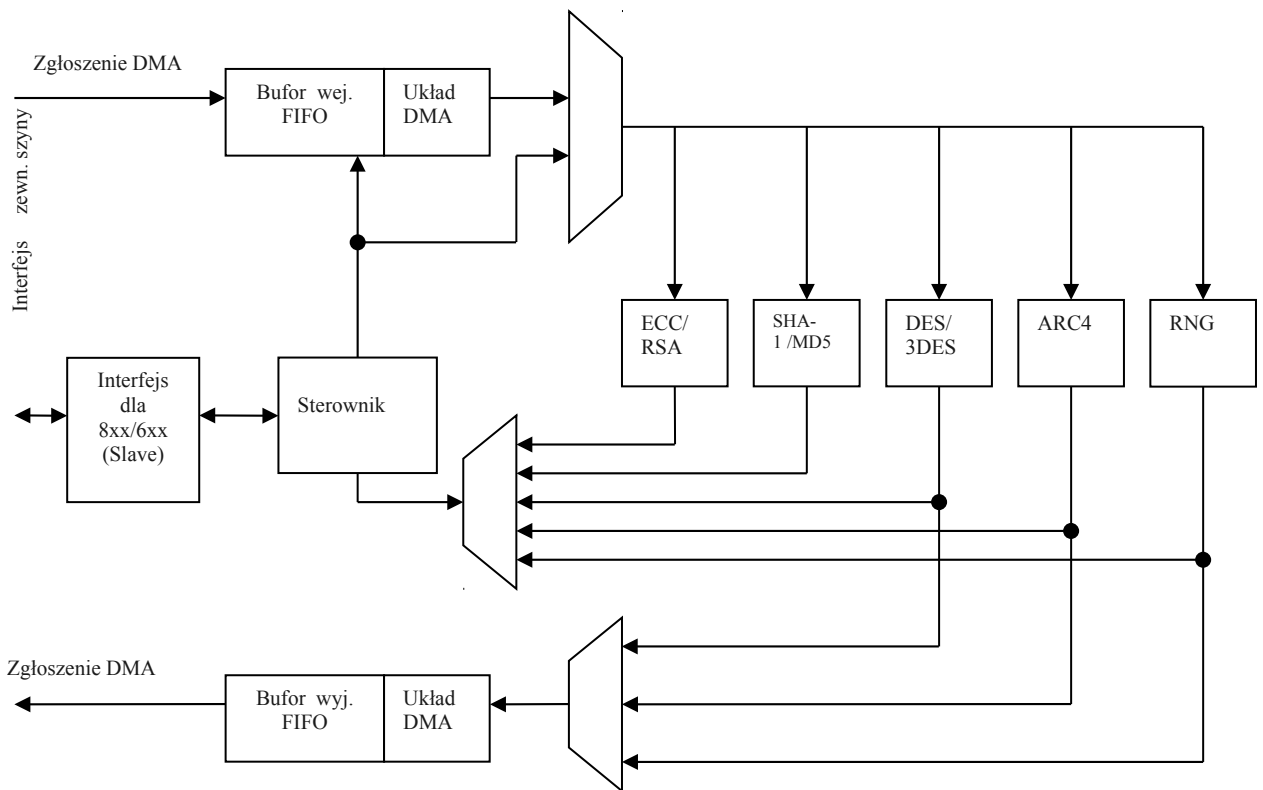 Zgłoszenie DMA
Bufor wej.
FIFO
Układ
DMA
Interfejs zewn. szyny
ECC/
RSA
SHA-
1 /MD5
DES/
3DES
ARC4
RNG
Interfejs
dla
8xx/6xx
(Slave)
Sterownik
Zgłoszenie DMA
Bufor wyj.
FIFO
Układ
DMA